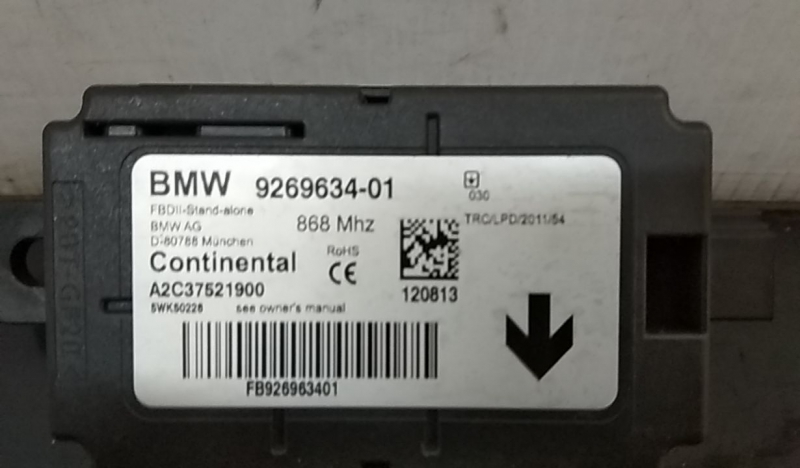 BMW 9269634-01
030
FBDII-Stand-alone
BMW AG
868 Mhz
TRC/LPD/2011/54
D-80788 München
Continental
RoHS
CE
A2C37521900
120813
5WK50228 see owner's manual
FB926963401